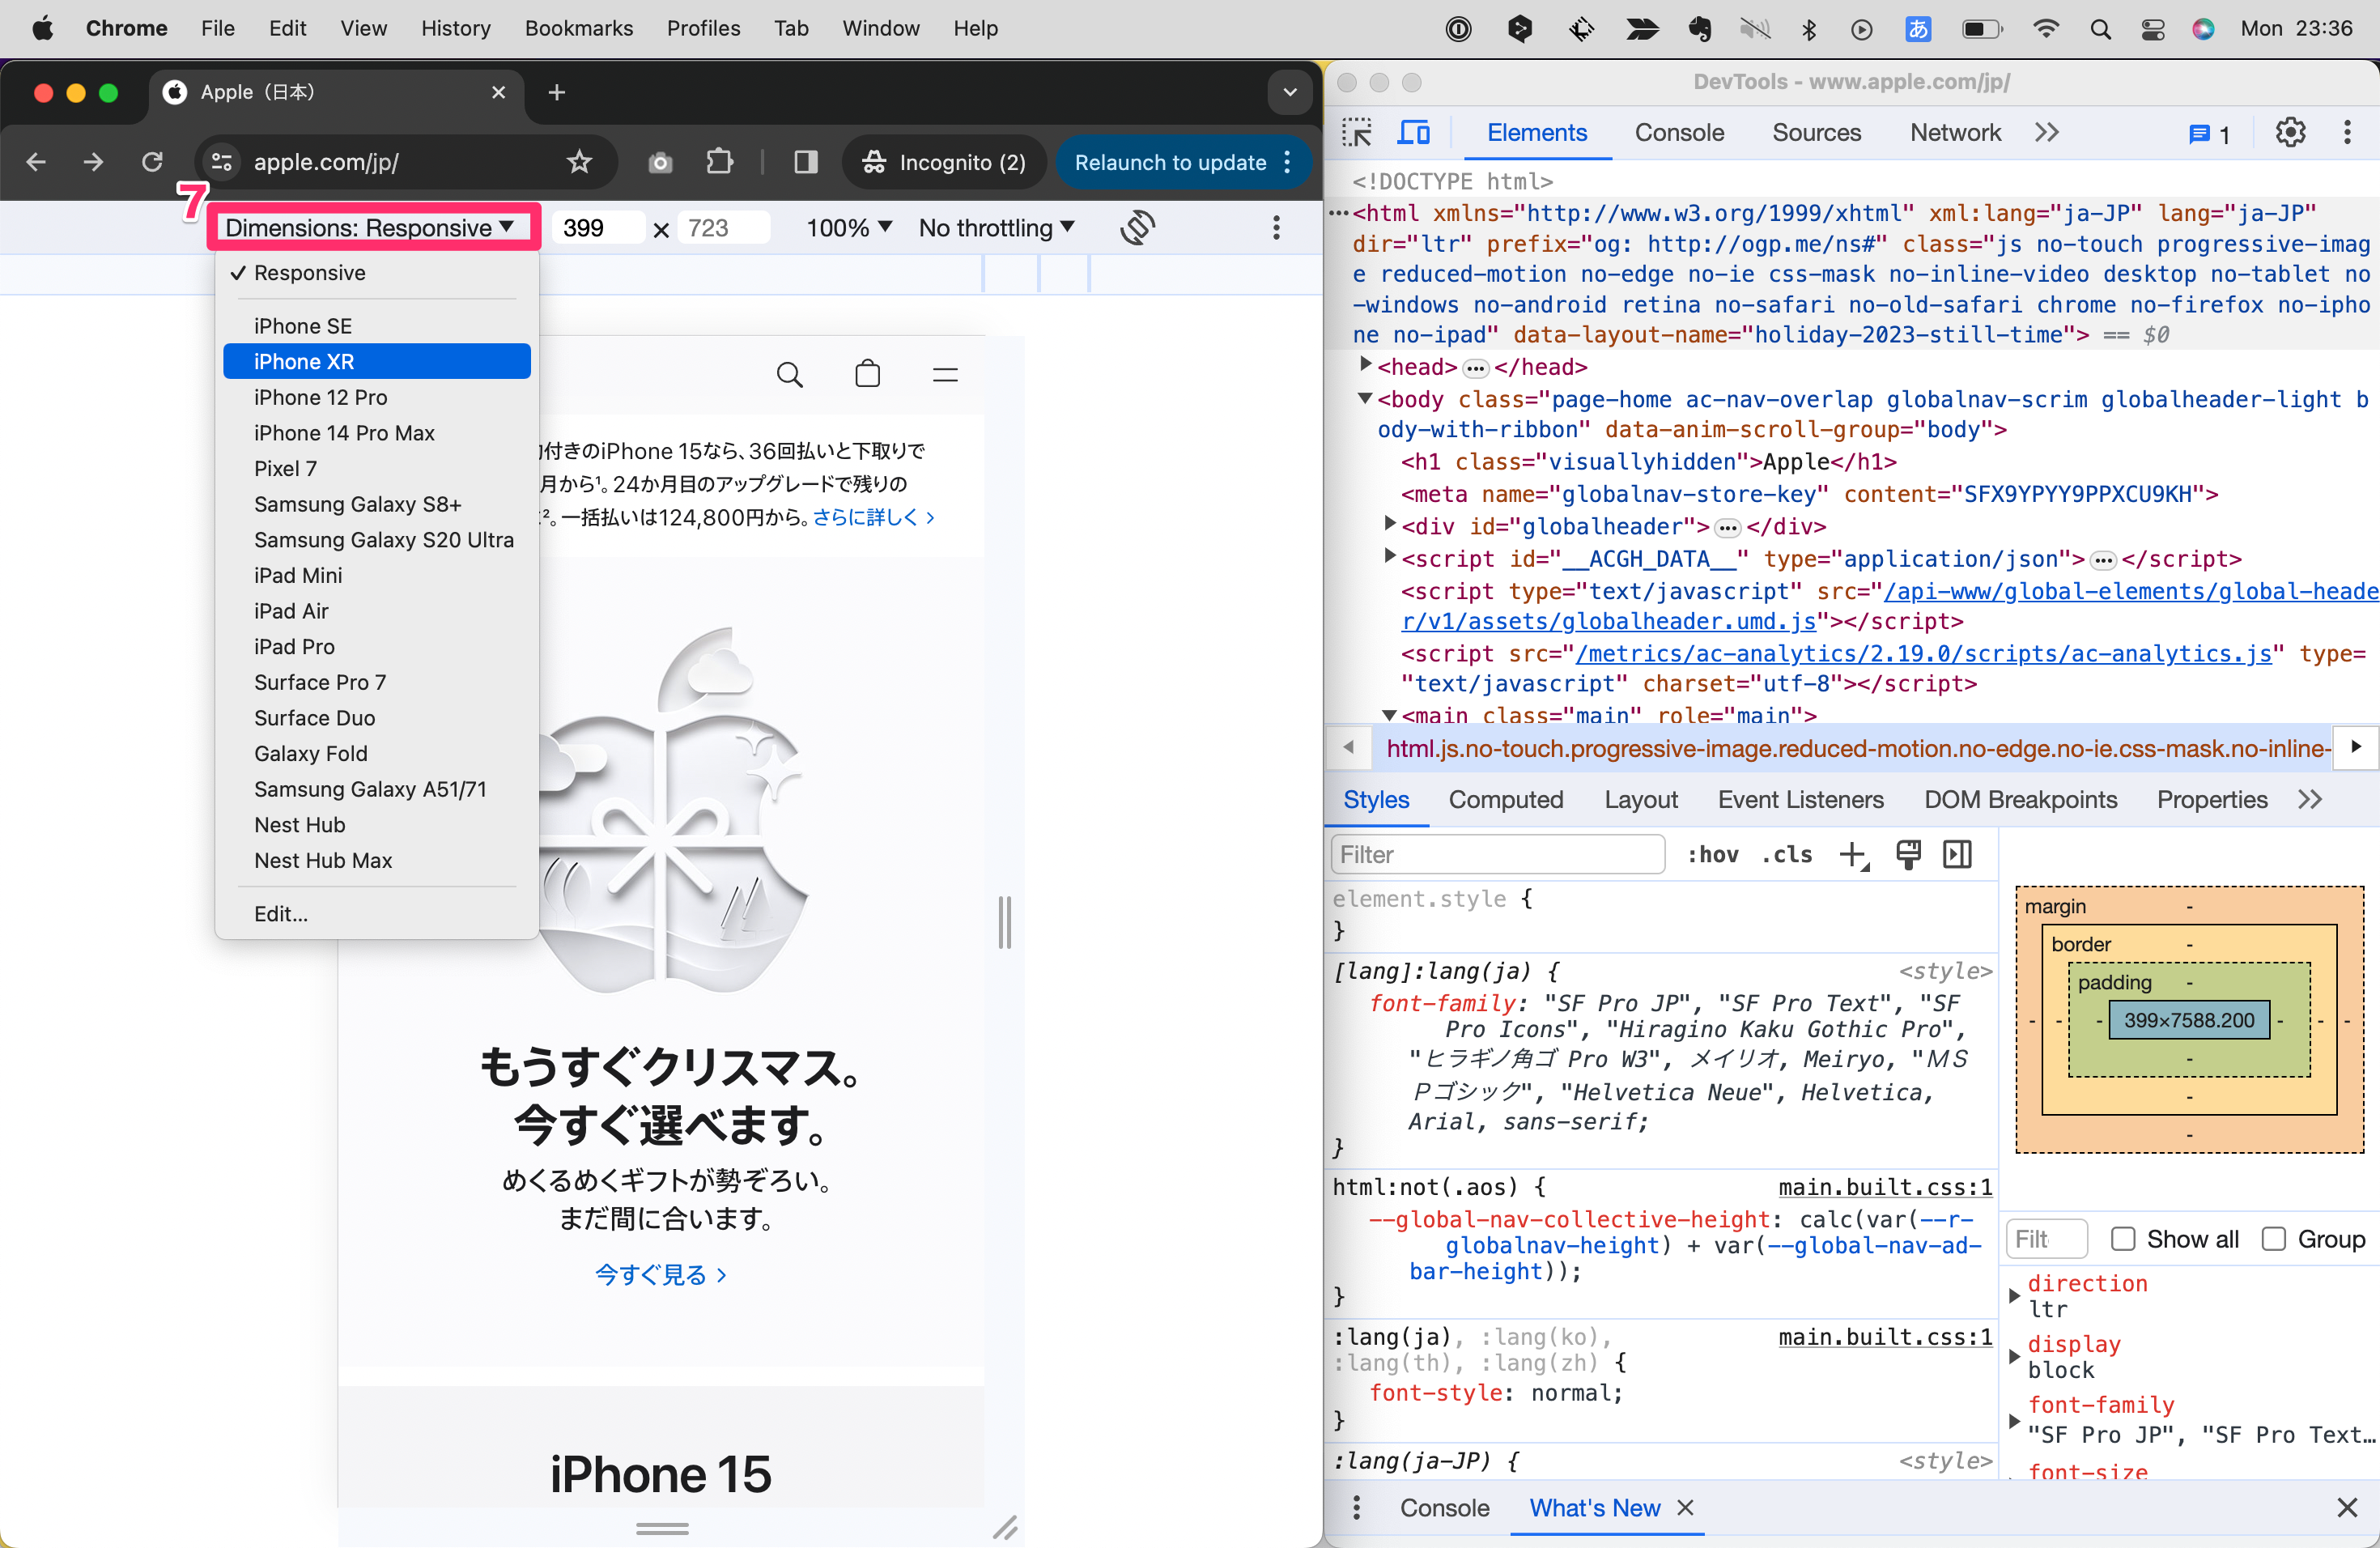 Chrome File Edit View History Bookmarks Profiles Tab Window Help あ Mon 23:36
Apple（日本）
apple.com/jp/ Incognito (2) Relaunch to update
7
Dimensions: Responsive 399 × 723 100% No throttling
✓ Responsive
iPhone SE
iPhone XR
iPhone 12 Pro
iPhone 14 Pro Max
Pixel 7
Samsung Galaxy S8+
Samsung Galaxy S20 Ultra
iPad Mini
iPad Air
iPad Pro
Surface Pro 7
Surface Duo
Galaxy Fold
Samsung Galaxy A51/71
Nest Hub
Nest Hub Max
Edit...
付きのiPhone 15なら、36回払いと下取りで
月から¹。24か月目のアップグレードで残りの
²。一括払いは124,800円から。さらに詳しく >
もうすぐクリスマス。
今すぐ選べます。
めくるめくギフトが勢ぞろい。
まだ間に合います。
今すぐ見る >
iPhone 15
DevTools - www.apple.com/jp/
Elements Console Sources Network >> 1
<!DOCTYPE html>
<html xmlns="http://www.w3.org/1999/xhtml" xml:lang="ja-JP" lang="ja-JP"
dir="ltr" prefix="og: http://ogp.me/ns#" class="js no-touch progressive-imag
e reduced-motion no-edge no-ie css-mask no-inline-video desktop no-tablet no
-windows no-android retina no-safari no-old-safari chrome no-firefox no-ipho
ne no-ipad" data-layout-name="holiday-2023-still-time"> == $0
<head> ••• </head>
<body class="page-home ac-nav-overlap globalnav-scrim globalheader-light b
ody-with-ribbon" data-anim-scroll-group="body">
<h1 class="visuallyhidden">Apple</h1>
<meta name="globalnav-store-key" content="SFX9YPYY9PPXCU9KH">
<div id="globalheader"> ••• </div>
<script id="__ACGH_DATA__" type="application/json"> ••• </script>
<script type="text/javascript" src="/api-www/global-elements/global-heade
r/v1/assets/globalheader.umd.js"></script>
<script src="/metrics/ac-analytics/2.19.0/scripts/ac-analytics.js" type=
"text/javascript" charset="utf-8"></script>
<main class="main" role="main">
html.js.no-touch.progressive-image.reduced-motion.no-edge.no-ie.css-mask.no-inline-
Styles Computed Layout Event Listeners DOM Breakpoints Properties >>
Filter :hov .cls
element.style {
}
[lang]:lang(ja) { <style>
font-family: "SF Pro JP", "SF Pro Text", "SF
Pro Icons", "Hiragino Kaku Gothic Pro",
"ヒラギノ角ゴ Pro W3", メイリオ, Meiryo, "ＭＳ
Ｐゴシック", "Helvetica Neue", Helvetica,
Arial, sans-serif;
}
html:not(.aos) { main.built.css:1
--global-nav-collective-height: calc(var(--r-
globalnav-height) + var(--global-nav-ad-
bar-height));
}
:lang(ja), :lang(ko), main.built.css:1
:lang(th), :lang(zh) {
font-style: normal;
}
:lang(ja-JP) { <style>
margin -
border -
padding -
- - - 399×7588.200 - - -
-
-
-
Filt Show all Group
direction
ltr
display
block
font-family
"SF Pro JP", "SF Pro Text…
font-size
Console What's New